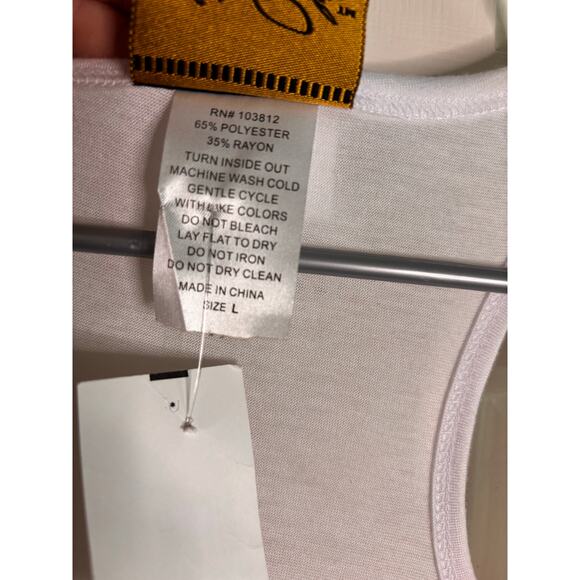 RN# 103812
65% POLYESTER
35% RAYON
TURN INSIDE OUT
MACHINE WASH COLD
GENTLE CYCLE
WITH LIKE COLORS
DO NOT BLEACH
LAY FLAT TO DRY
DO NOT IRON
DO NOT DRY CLEAN
MADE IN CHINA
SIZE L